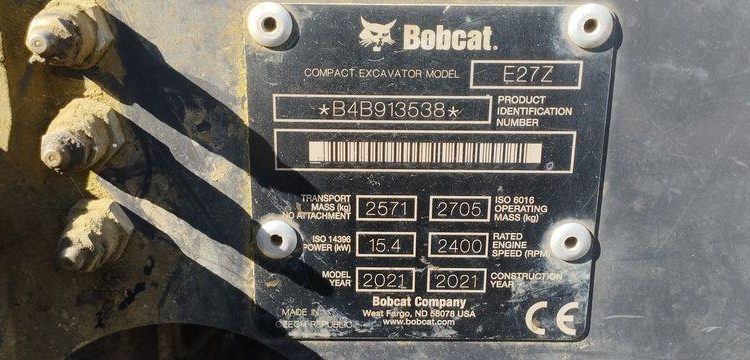 Bobcat.
COMPACT EXCAVATOR MODEL E27Z
*B4B913538* PRODUCT
IDENTIFICATION
NUMBER
TRANSPORT
MASS (kg)
NO ATTACHMENT 2571 2705 ISO 6016
OPERATING
MASS (kg)
ISO 14396
POWER (kW) 15.4 2400 RATED
ENGINE
SPEED (RPM)
MODEL
YEAR 2021 2021 CONSTRUCTION
YEAR
Bobcat Company
MADE IN West Fargo, ND 58078 USA
CZECH REPUBLIC www.bobcat.com
CE